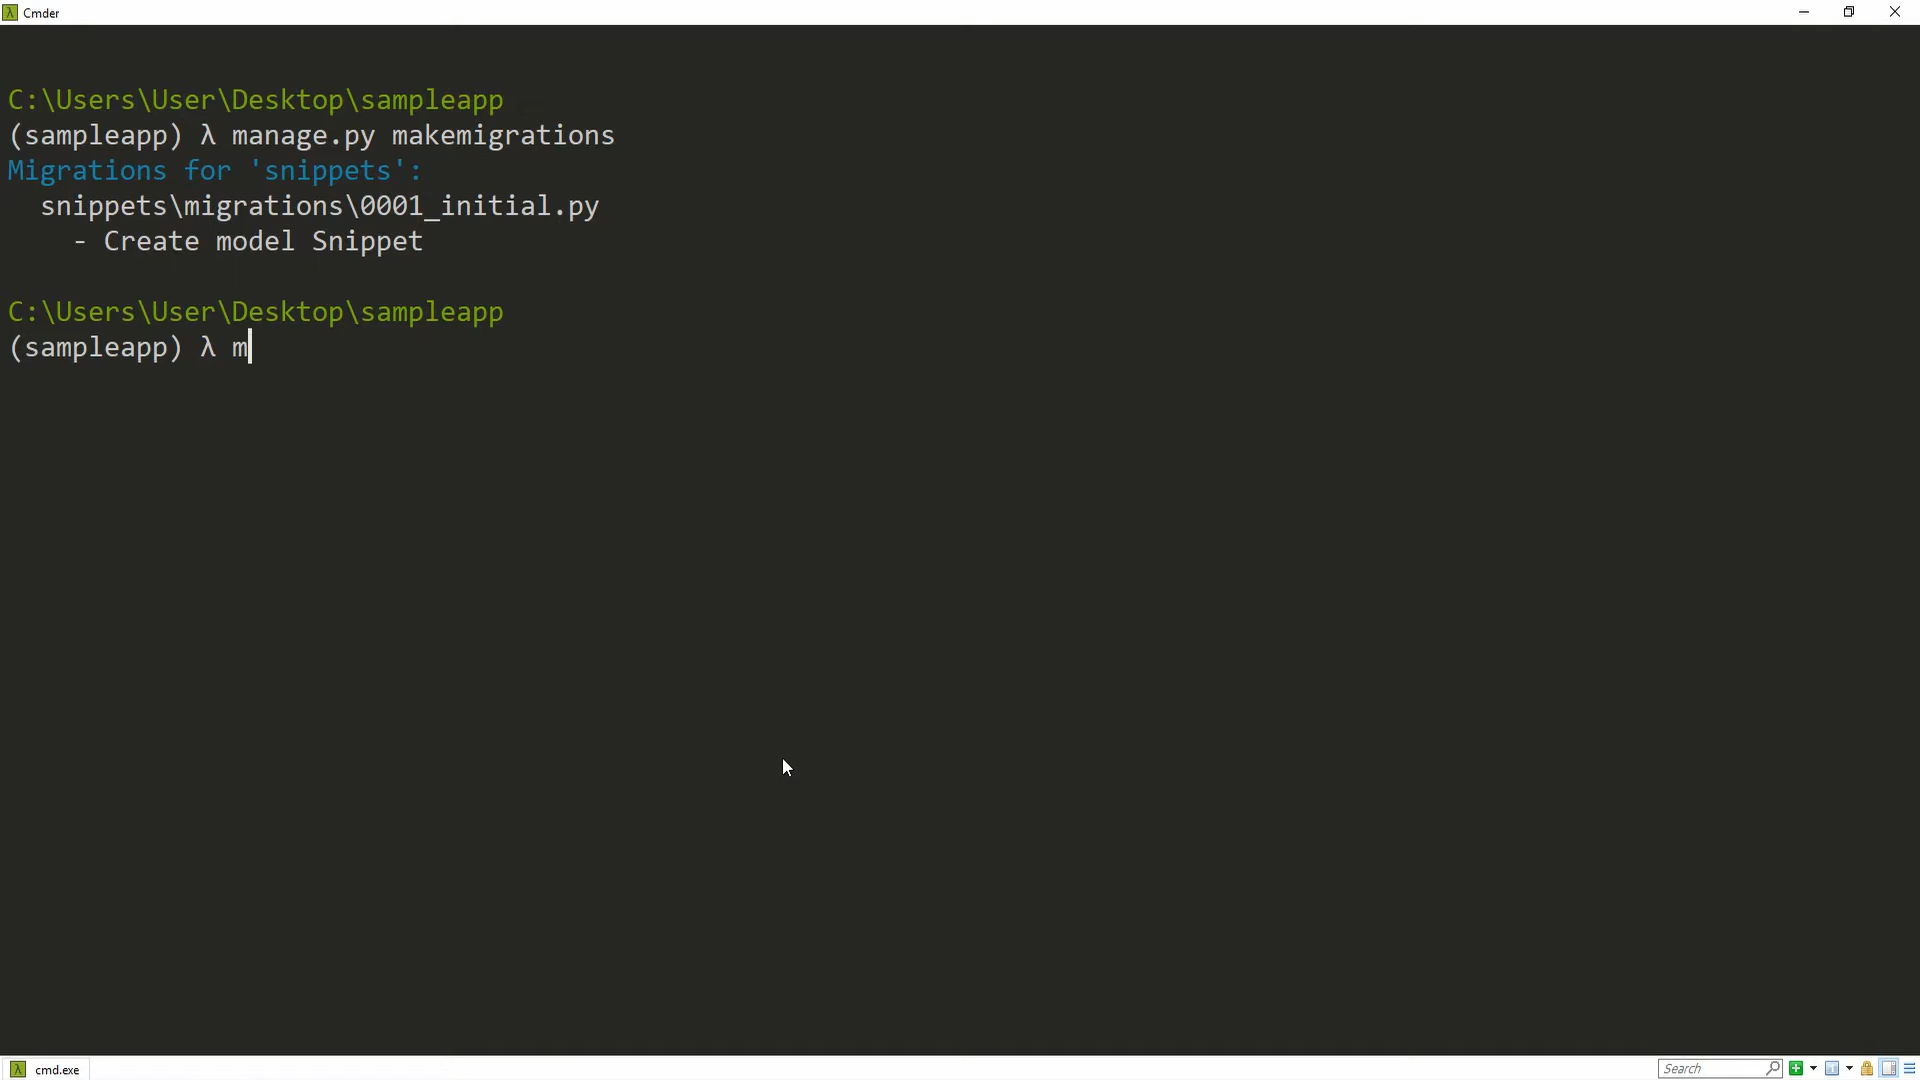 Cmder
C:\Users\User\Desktop\sampleapp
(sampleapp) λ manage.py makemigrations
Migrations for 'snippets':
  snippets\migrations\0001_initial.py
    - Create model Snippet
C:\Users\User\Desktop\sampleapp
(sampleapp) λ m
cmd.exe
Search